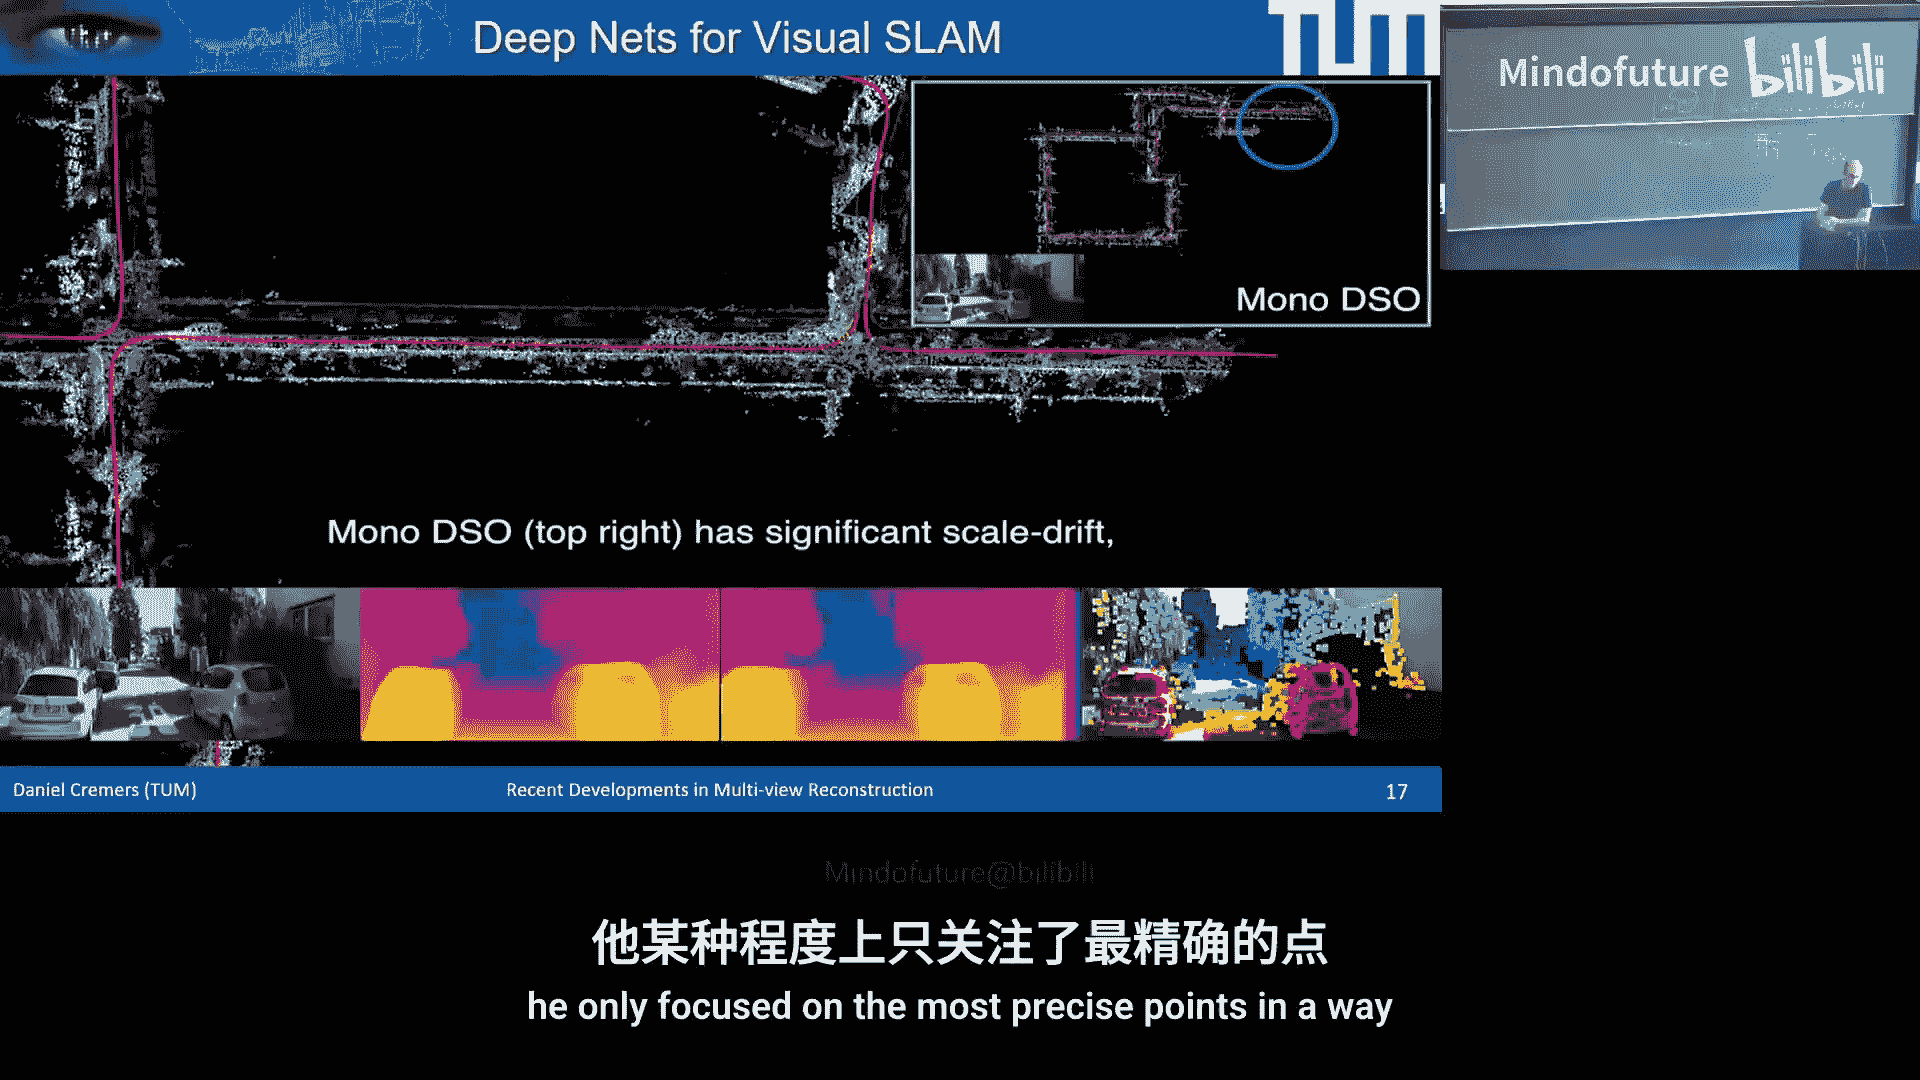 Deep Nets for Visual SLAM
TUM
Mindofuture bilibili
Mono DSO
Mono DSO (top right) has significant scale-drift,
Daniel Cremers (TUM)
Recent Developments in Multi-view Reconstruction
17
Mindofuture@bilibili
他某种程度上只关注了最精确的点
he only focused on the most precise points in a way